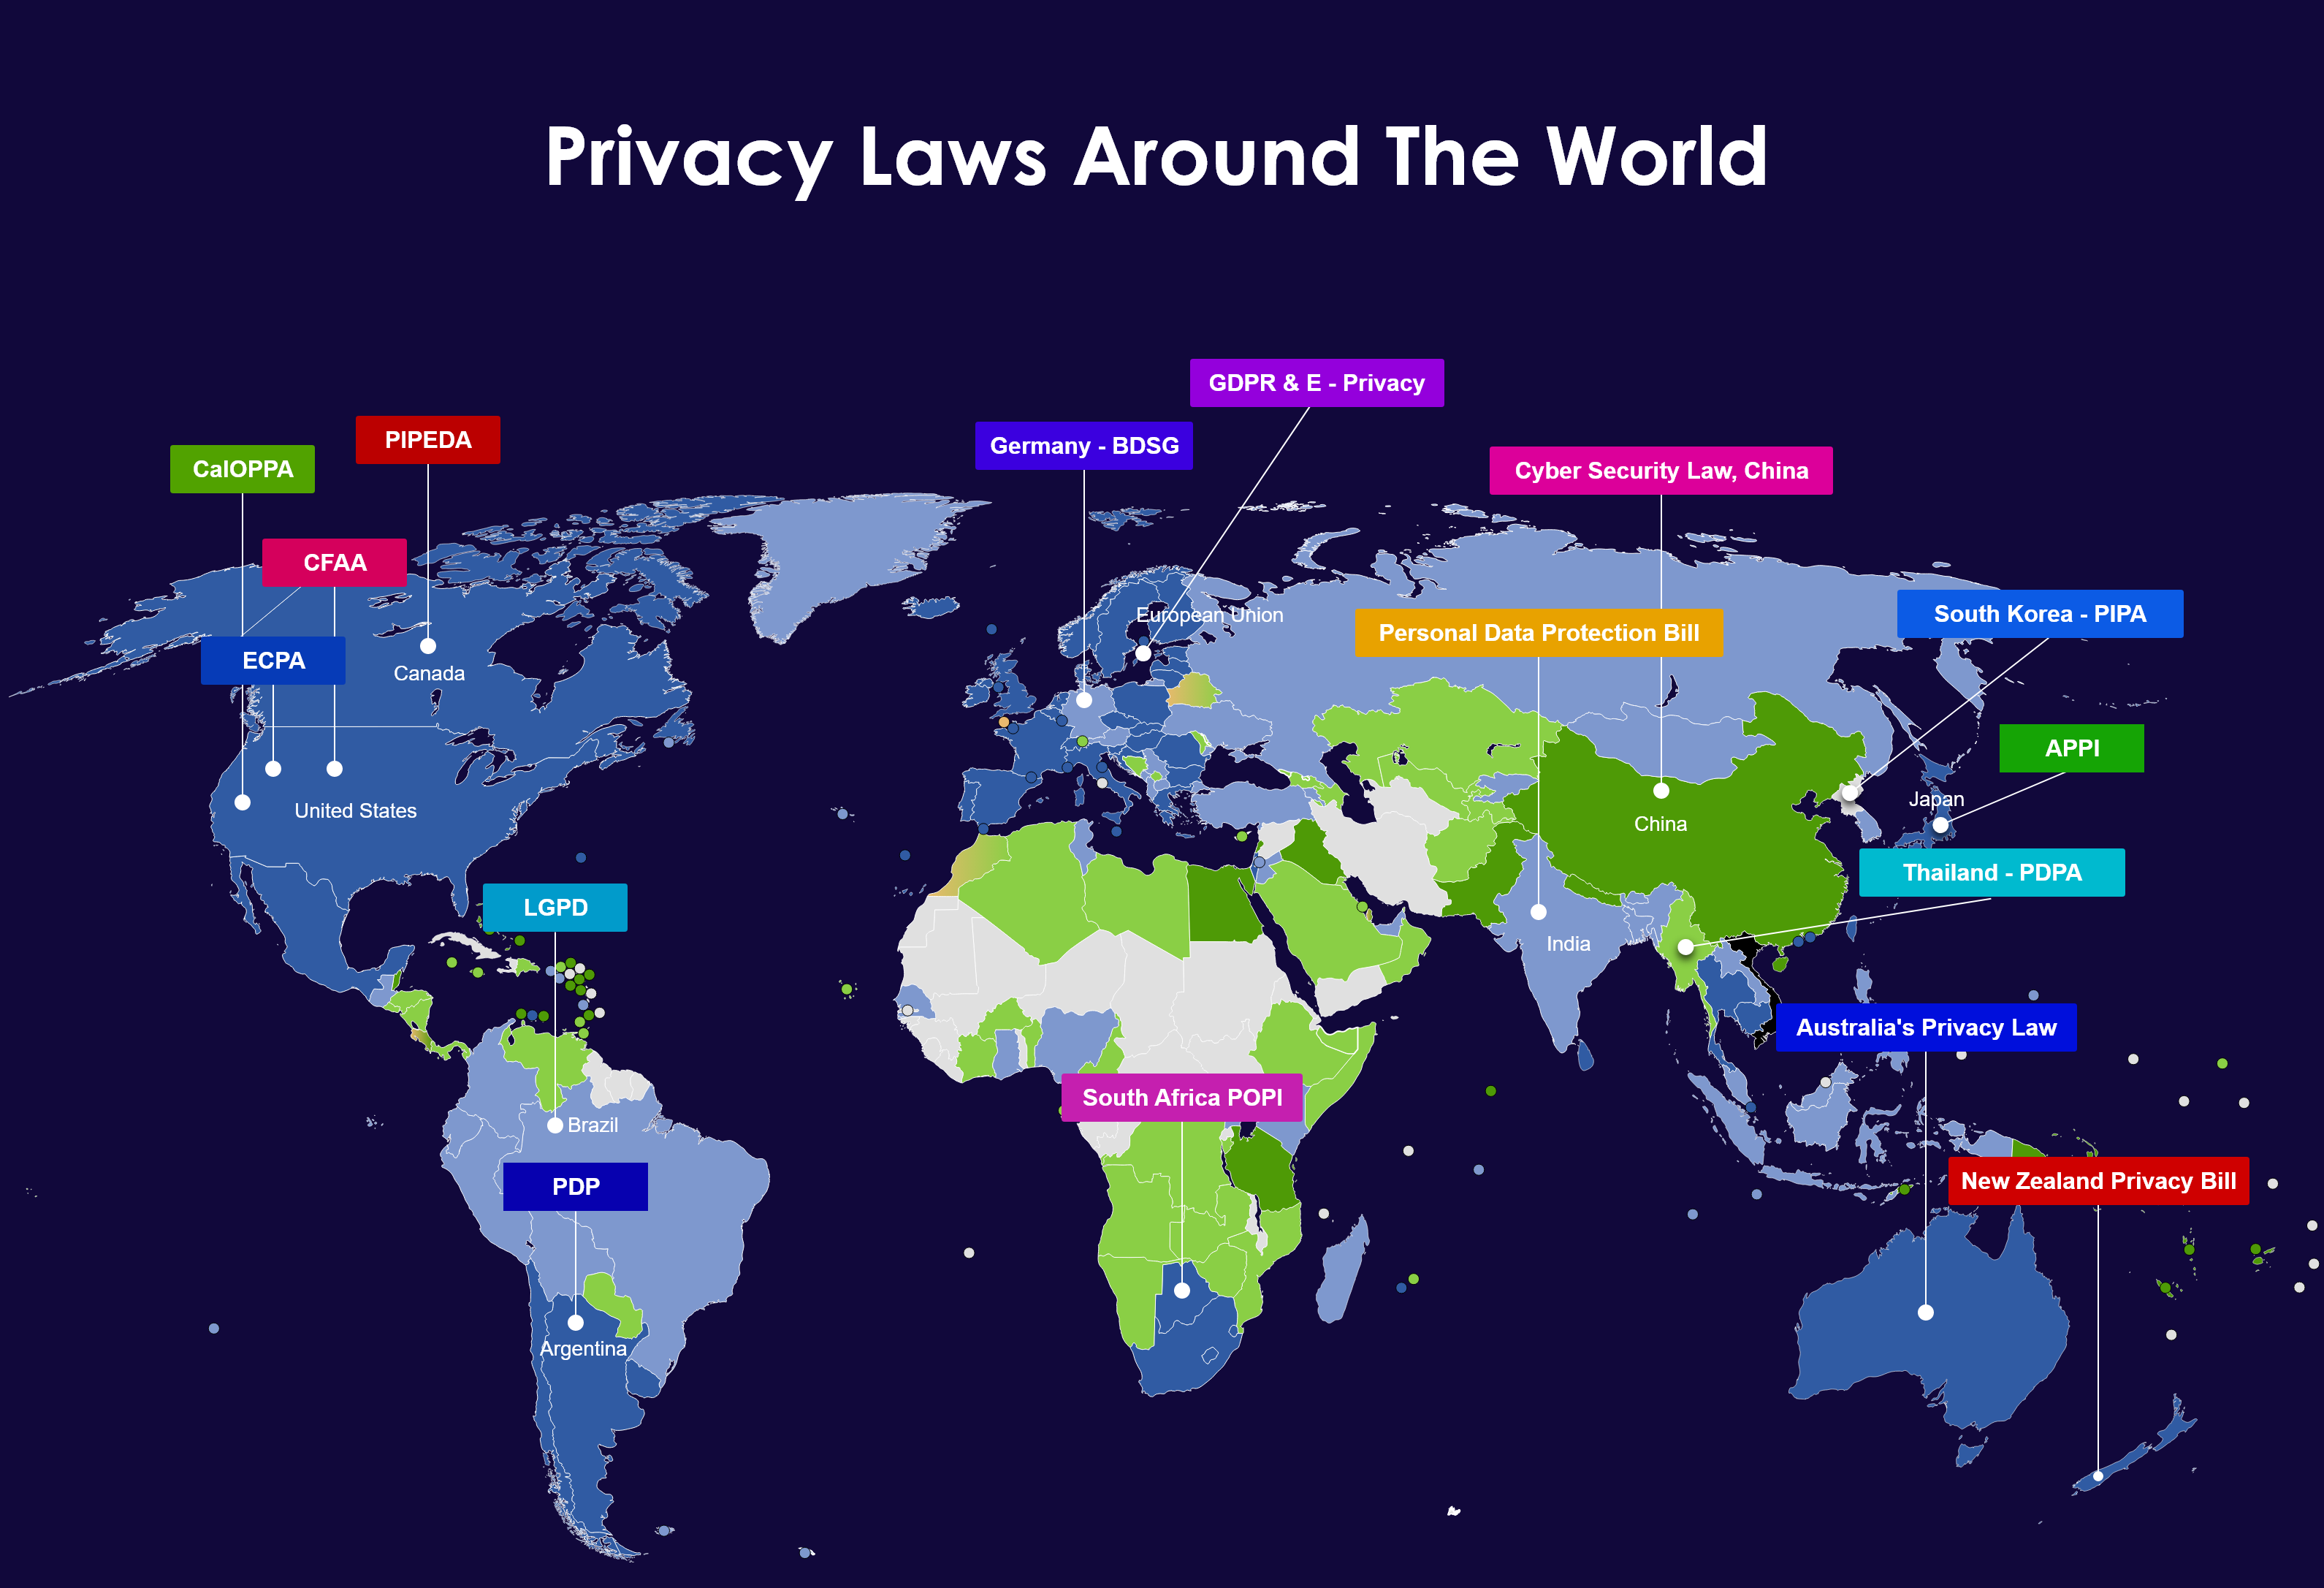 Privacy Laws Around The World
GDPR & E - Privacy
PIPEDA
Germany - BDSG
CalOPPA
Cyber Security Law, China
CFAA
European Union
South Korea - PIPA
Personal Data Protection Bill
ECPA
Canada
APPI
United States
Japan
China
Thailand - PDPA
LGPD
India
Australia's Privacy Law
South Africa POPI
Brazil
New Zealand Privacy Bill
PDP
Argentina